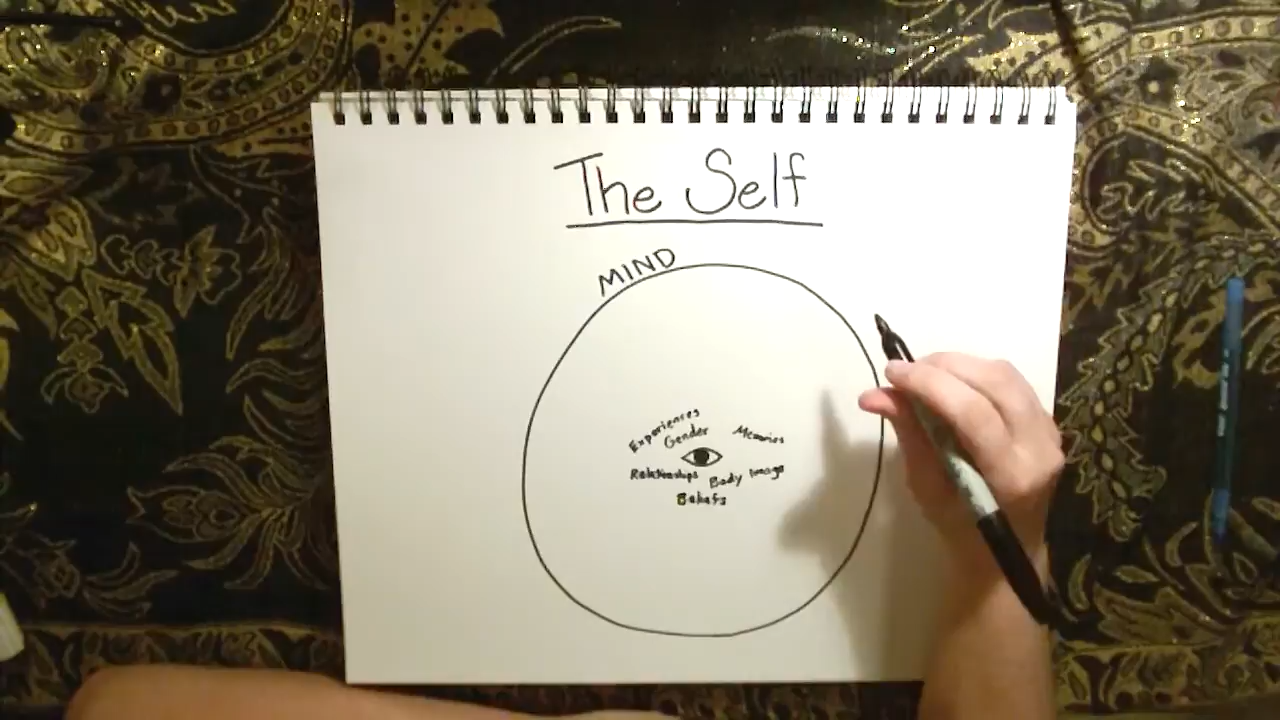 The Self
MIND
Experiences
Gender
Memories
Relationships
Body Image
Beliefs